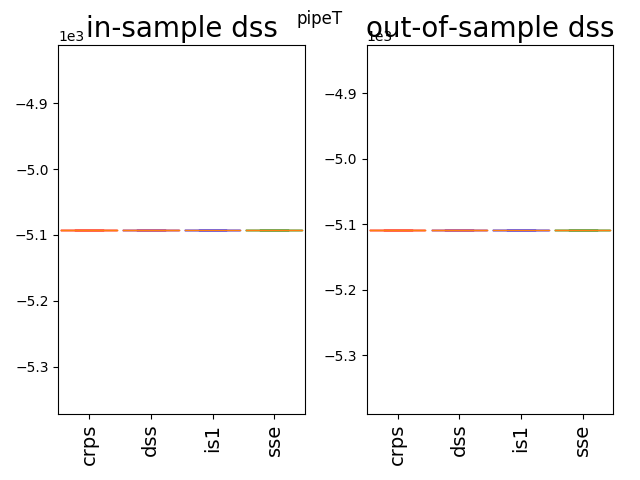 pipeT
in-sample dss
1e3
−4.9
−5.0
−5.1
−5.2
−5.3
crps
dss
is1
sse
out-of-sample dss
1e3
−4.9
−5.0
−5.1
−5.2
−5.3
crps
dss
is1
sse